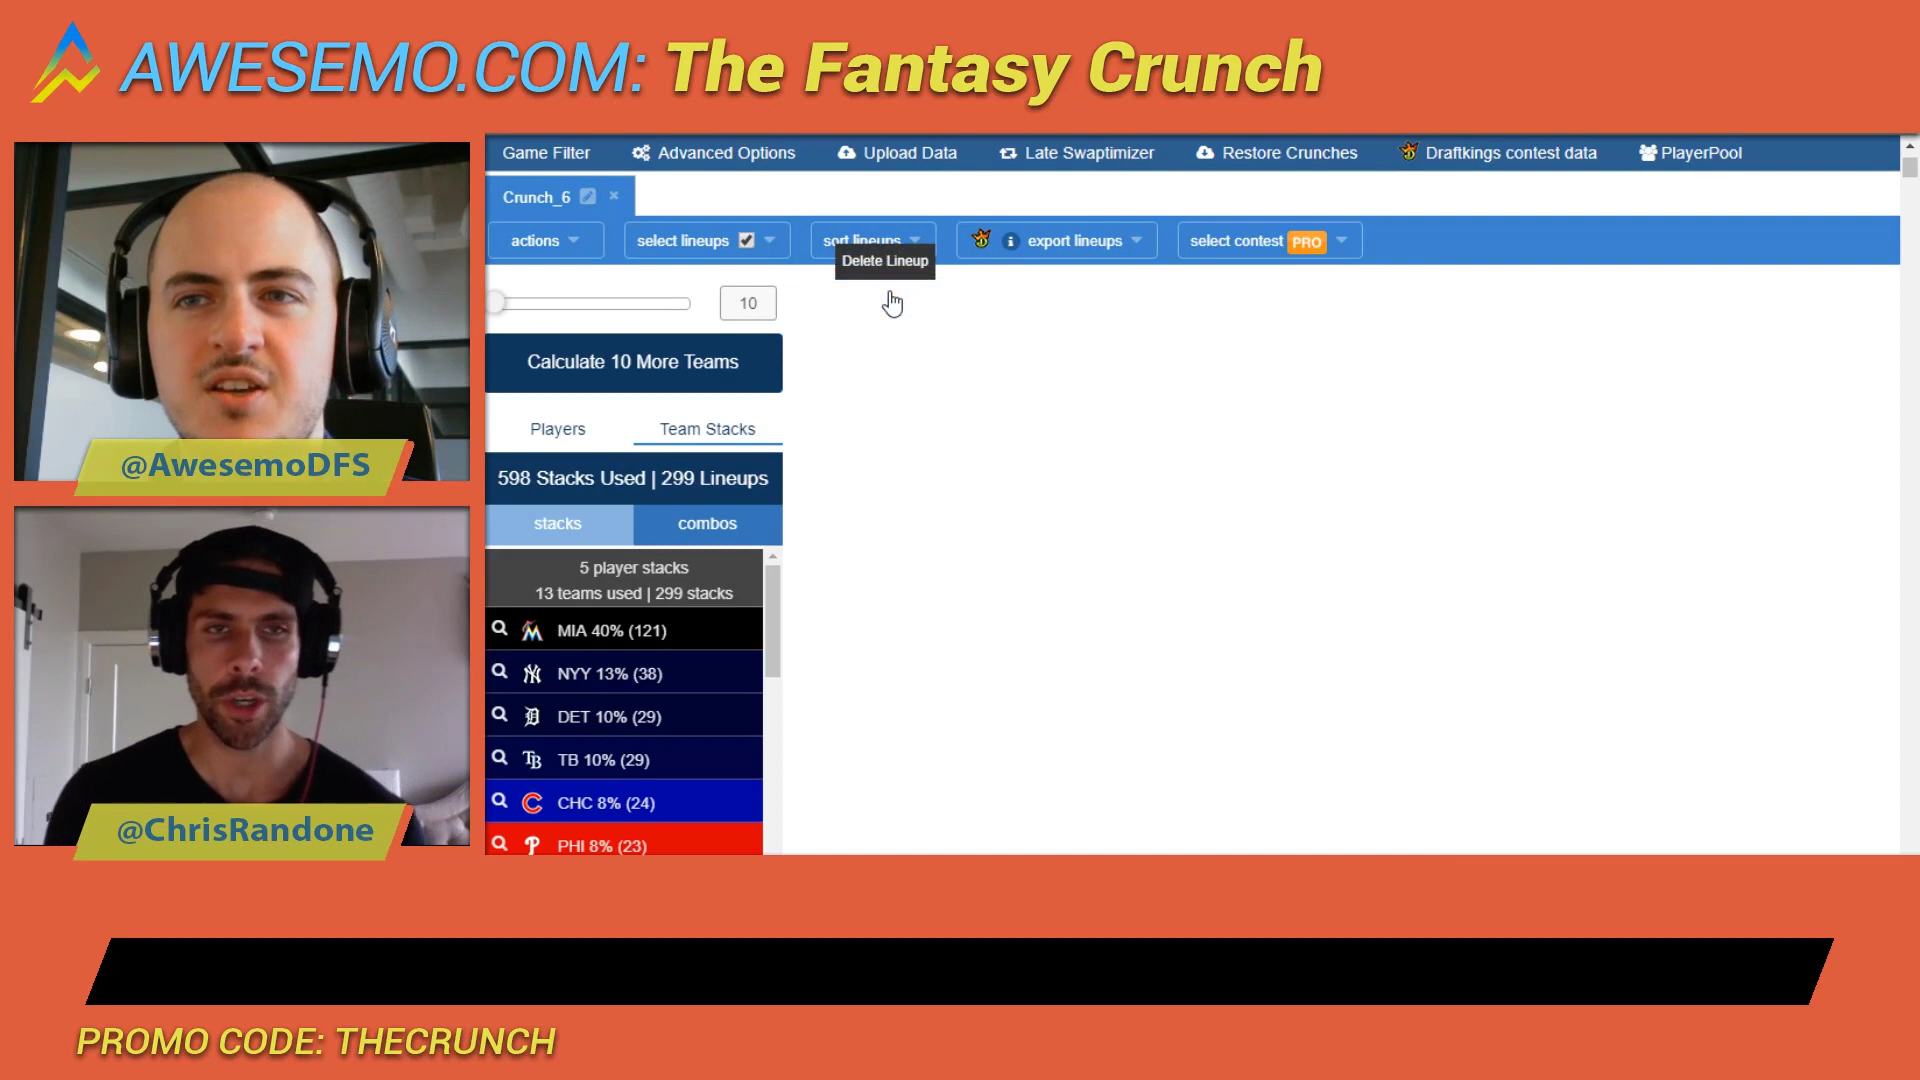 AWESEMO.COM: The Fantasy Crunch
Game Filter Advanced Options Upload Data Late Swaptimizer Restore Crunches Draftkings contest data PlayerPool
Crunch_6
actions select lineups sort lineups export lineups select contest PRO
Delete Lineup
10
Calculate 10 More Teams
Players Team Stacks
598 Stacks Used | 299 Lineups
stacks combos
5 player stacks
13 teams used | 299 stacks
MIA 40% (121)
NYY 13% (38)
DET 10% (29)
TB TB 10% (29)
CHC 8% (24)
PHI 8% (23)
@AwesemoDFS
@ChrisRandone
PROMO CODE: THECRUNCH